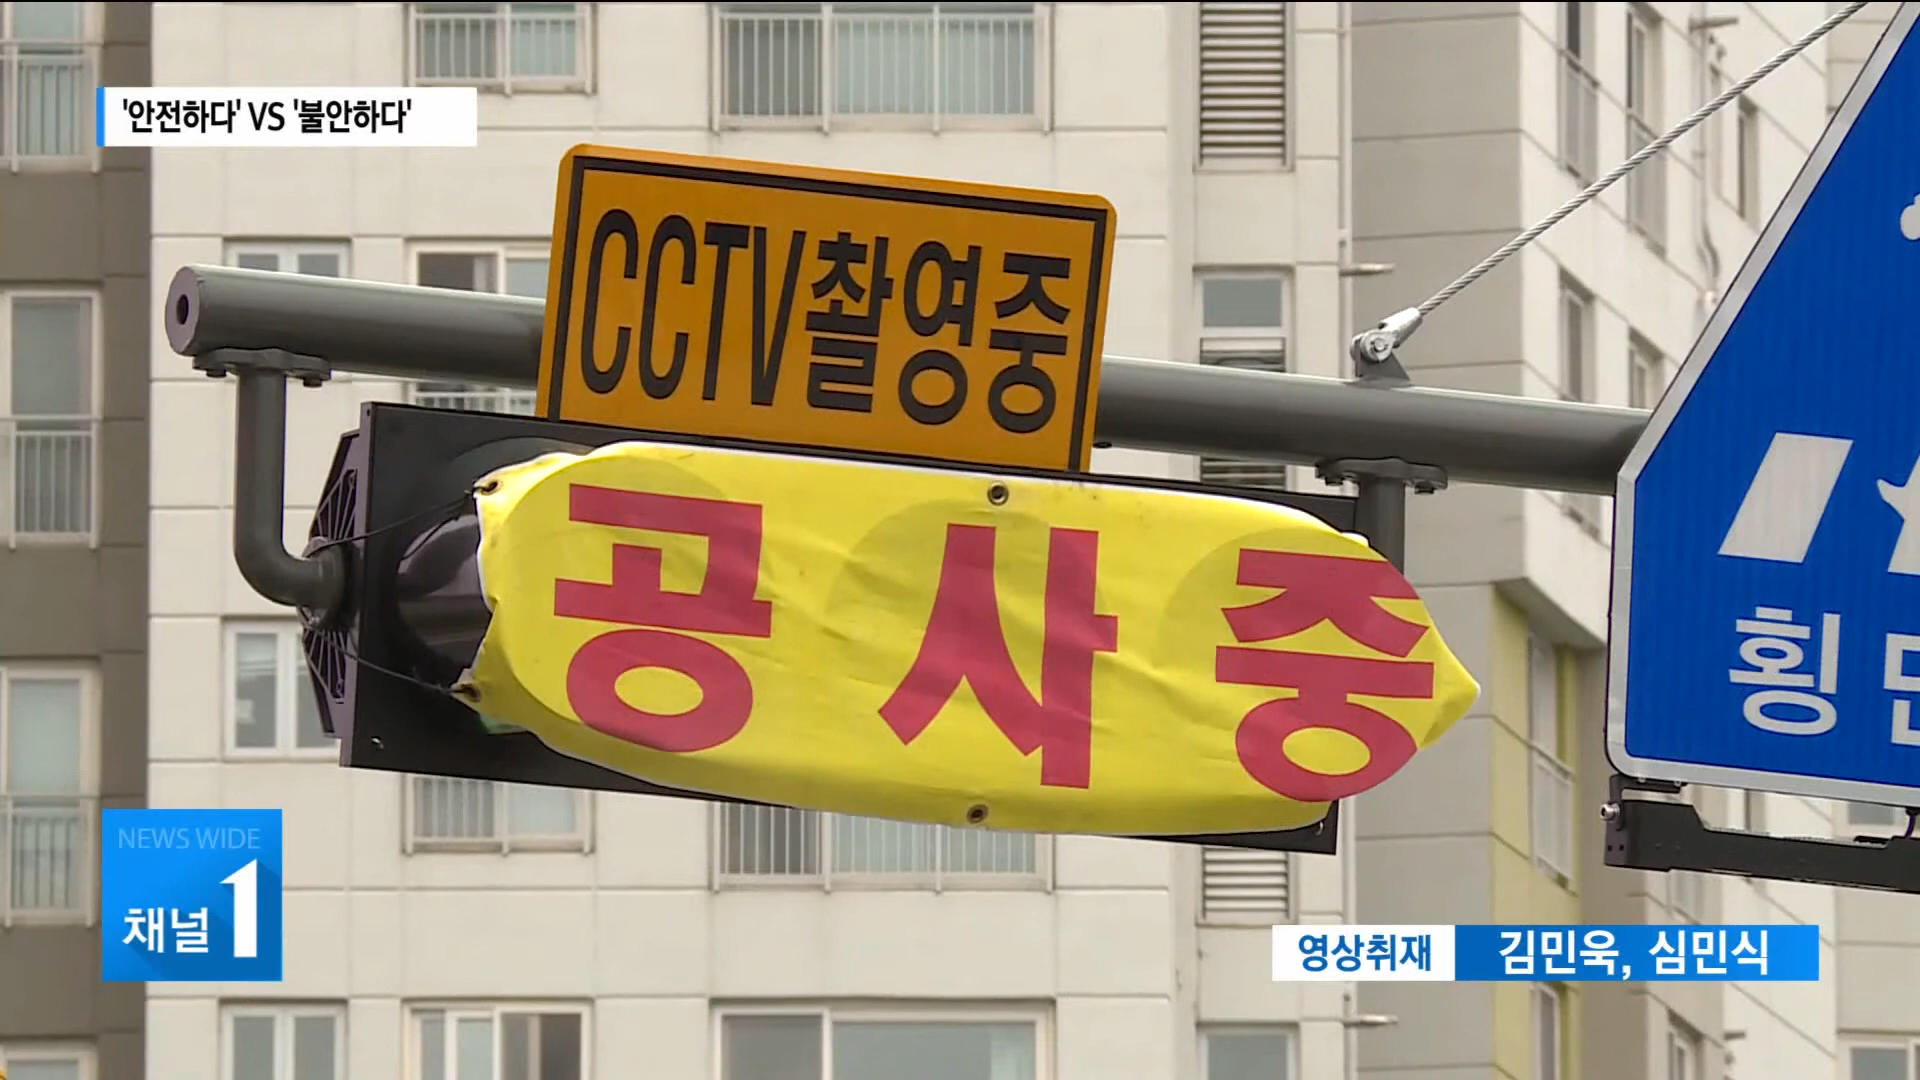 '안전하다' VS '불안하다'
CCTV촬영중
공사중
횡
NEWS WIDE
채널 1
영상취재 김민욱, 심민식